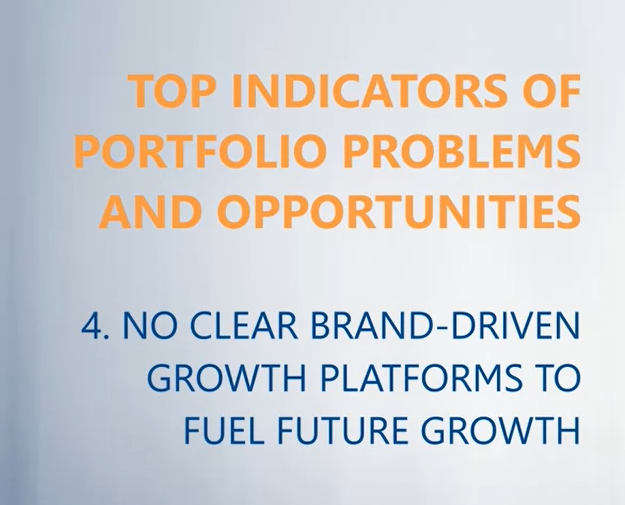 TOP INDICATORS OF
PORTFOLIO PROBLEMS
AND OPPORTUNITIES
4. NO CLEAR BRAND-DRIVEN
GROWTH PLATFORMS TO
FUEL FUTURE GROWTH